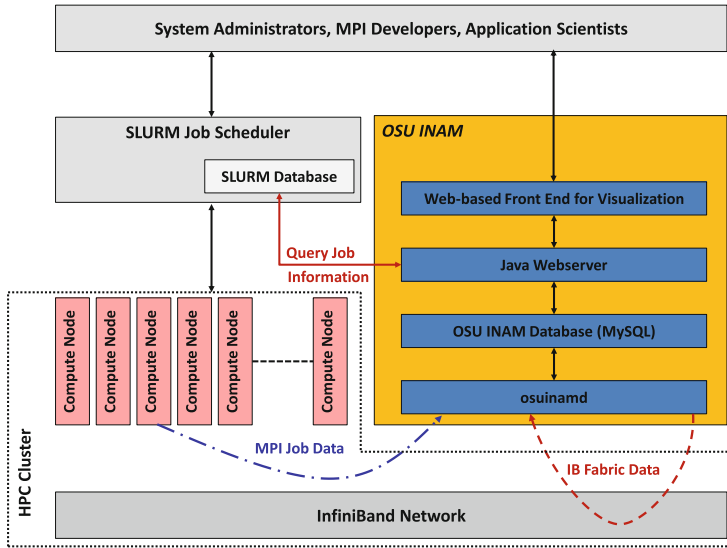 System Administrators, MPI Developers, Application Scientists
SLURM Job Scheduler
SLURM Database
OSU INAM
Web-based Front End for Visualization
Query Job
Information
Java Webserver
OSU INAM Database (MySQL)
osuinamd
Compute Node
Compute Node
Compute Node
Compute Node
Compute Node
Compute Node
MPI Job Data
IB Fabric Data
HPC Cluster
InfiniBand Network